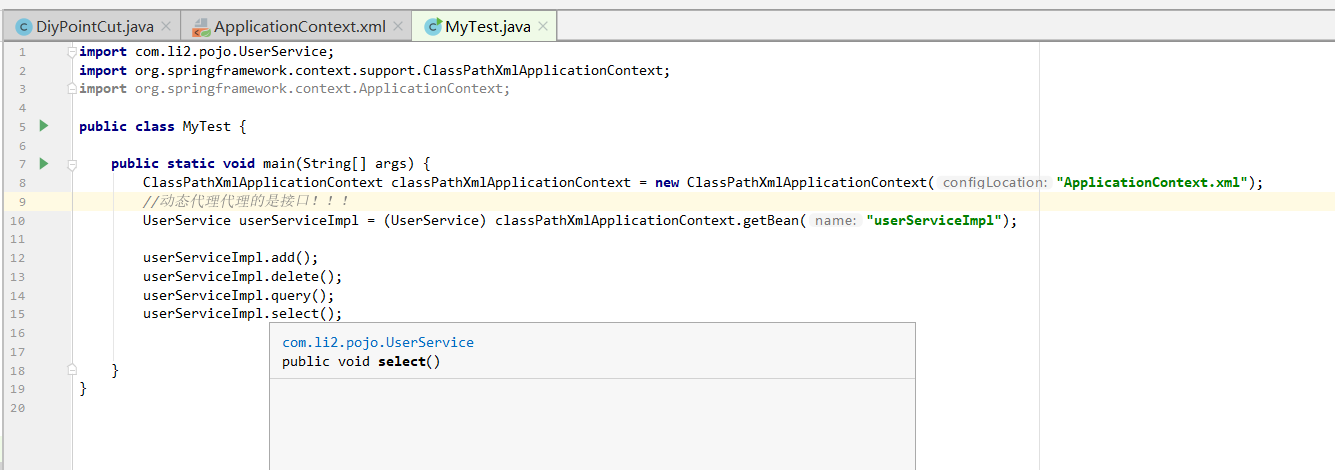 DiyPointCut.java ApplicationContext.xml MyTest.java
1 import com.li2.pojo.UserService;
2 import org.springframework.context.support.ClassPathXmlApplicationContext;
3 import org.springframework.context.ApplicationContext;
4
5 public class MyTest {
6
7 public static void main(String[] args) {
8 ClassPathXmlApplicationContext classPathXmlApplicationContext = new ClassPathXmlApplicationContext( configLocation: "ApplicationContext.xml");
9 //动态代理代理的是接口!!!
10 UserService userServiceImpl = (UserService) classPathXmlApplicationContext.getBean( name: "userServiceImpl");
11
12 userServiceImpl.add();
13 userServiceImpl.delete();
14 userServiceImpl.query();
15 userServiceImpl.select();
16
com.li2.pojo.UserService
17
public void select()
18 }
19 }
20